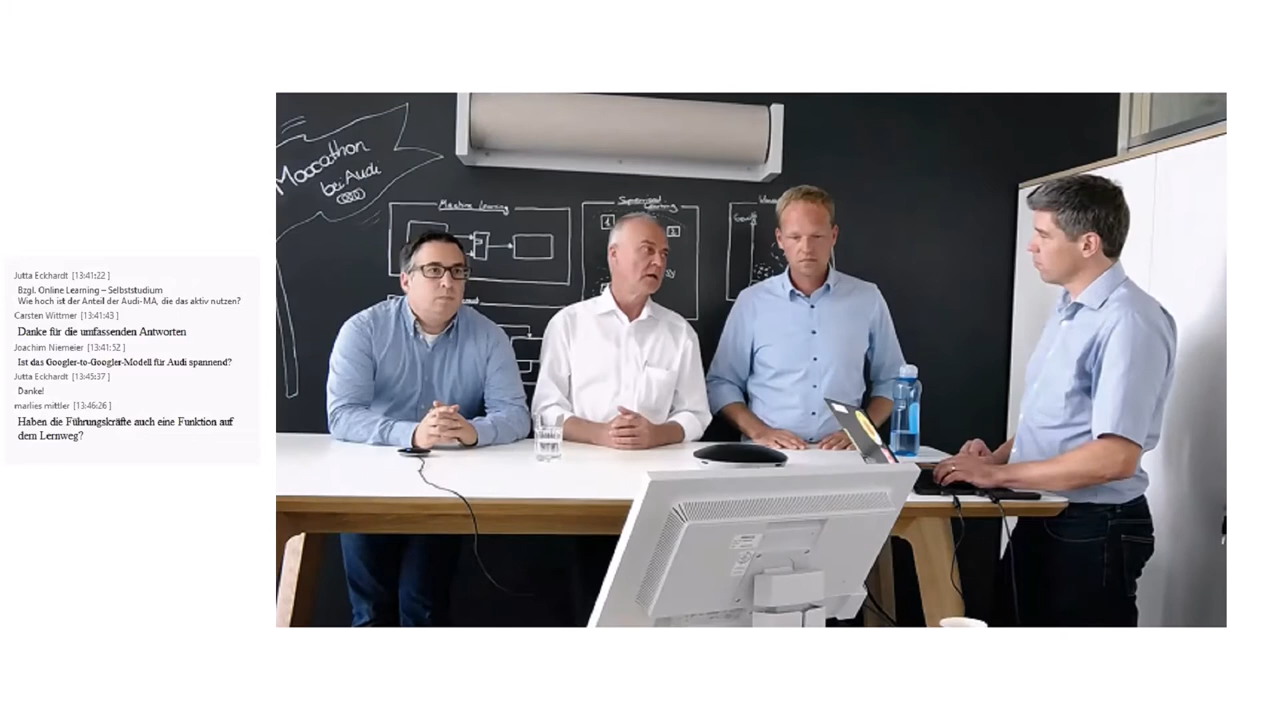 Jutta Eckhardt [13:41:22 ]
Bzgl. Online Learning – Selbststudium
Wie hoch ist der Anteil der Audi-MA, die das aktiv nutzen?
Carsten Wittmer [13:41:43 ]
Danke für die umfassenden Antworten
Joachim Niemeier [13:41:52 ]
Ist das Googler-to-Googler-Modell für Audi spannend?
Jutta Eckhardt [13:45:37 ]
Danke!
marlies mittler [13:46:26 ]
Haben die Führungskräfte auch eine Funktion auf
dem Lernweg?
Moocathon
bei Audi
Machine Learning
Supervised
Learning
1